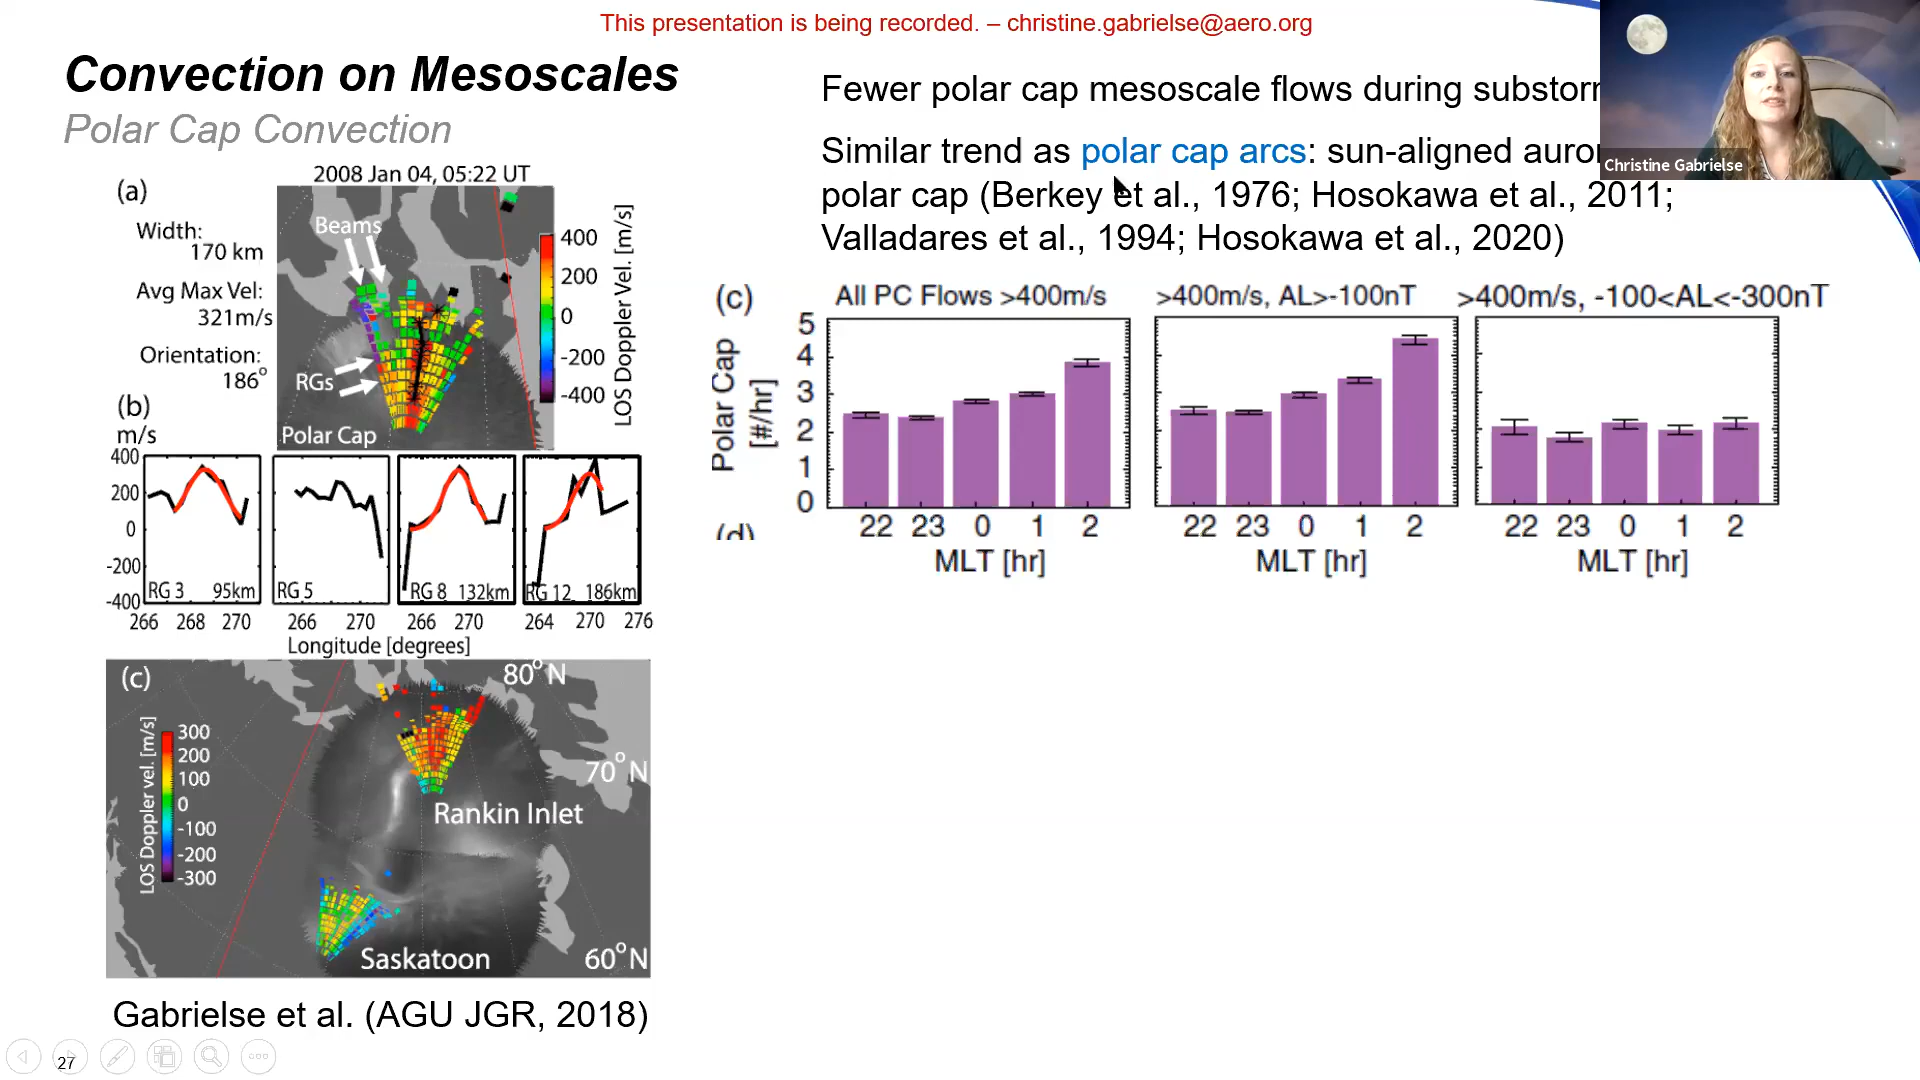 This presentation is being recorded. – christine.gabrielse@aero.org
Convection on Mesoscales
Polar Cap Convection
Fewer polar cap mesoscale flows during
Similar trend as polar cap arcs: sun-aligned
polar cap (Berkey et al., 1976; Hosokawa et al., 2011;
Valladares et al., 1994; Hosokawa et al., 2020)
Christine Gabrielse
2008 Jan 04, 05:22 UT
(a)
Width:
170 km
Avg Max Vel:
321m/s
Orientation:
186°
Beams
RGs
Polar Cap
400
200
0
-200
-400
LOS Doppler Vel. [m/s]
(b)
m/s
400
200
0
-200
-400
RG 3 95km
RG 5
RG 8 132km
RG 12 186km
266 268 270
266 270
266 270
264 270 276
Longitude [degrees]
(c)
80°N
70°N
60°N
LOS Doppler vel. [m/s]
300
200
100
0
-100
-200
-300
Rankin Inlet
Saskatoon
Gabrielse et al. (AGU JGR, 2018)
(c)
All PC Flows >400m/s
>400m/s, AL>-100nT
>400m/s, -100<AL<-300nT
Polar Cap
[#/hr]
5
4
3
2
1
0
22 23 0 1 2
MLT [hr]
22 23 0 1 2
MLT [hr]
22 23 0 1 2
MLT [hr]
(d)
27